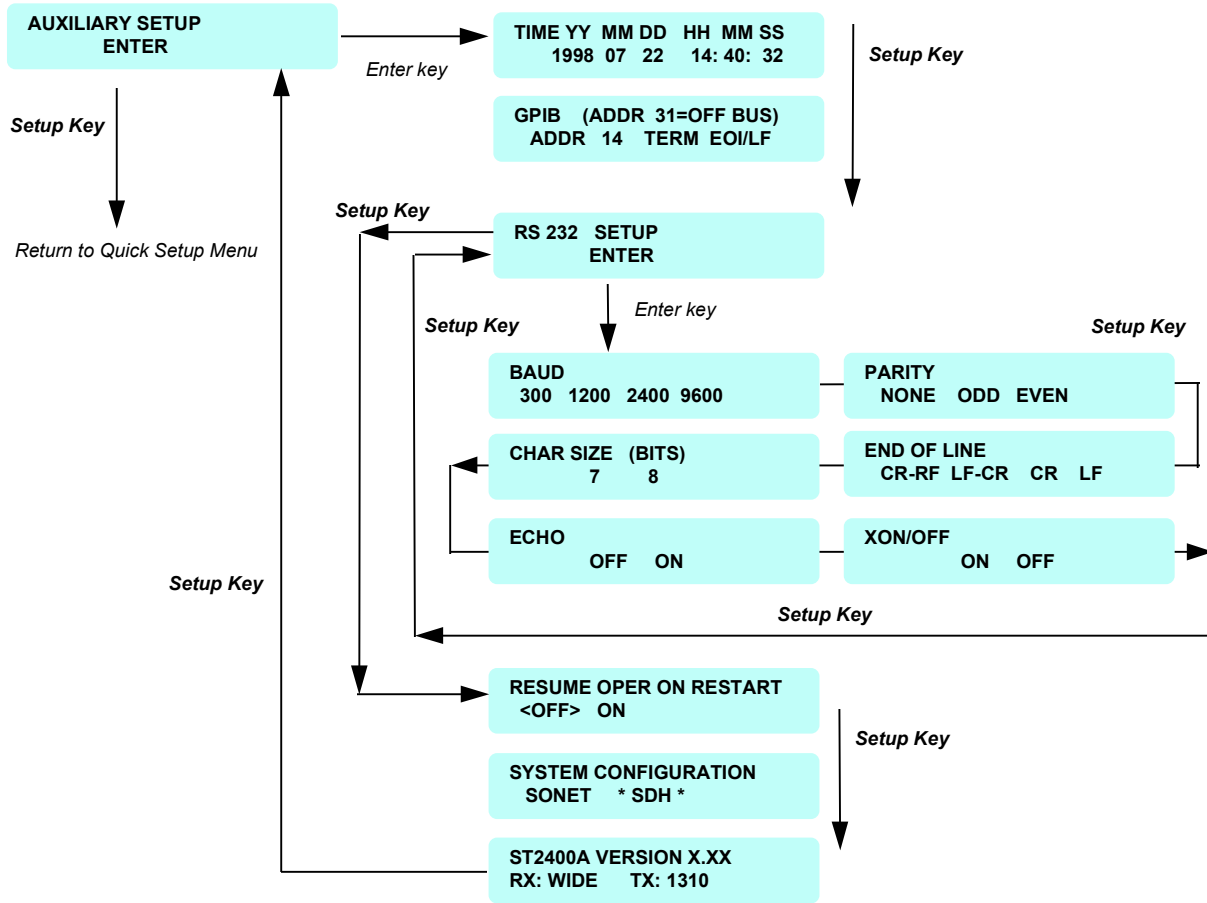 AUXILIARY SETUP
ENTER
Enter key
TIME YY MM DD HH MM SS
1998 07 22 14: 40: 32
Setup Key
GPIB (ADDR 31=OFF BUS)
ADDR 14 TERM EOI/LF
Setup Key
Return to Quick Setup Menu
Setup Key
RS 232 SETUP
ENTER
Enter key
Setup Key
Setup Key
BAUD
300 1200 2400 9600
PARITY
NONE ODD EVEN
CHAR SIZE (BITS)
7 8
END OF LINE
CR-RF LF-CR CR LF
ECHO
OFF ON
XON/OFF
ON OFF
Setup Key
Setup Key
RESUME OPER ON RESTART
<OFF> ON
Setup Key
SYSTEM CONFIGURATION
SONET * SDH *
ST2400A VERSION X.XX
RX: WIDE TX: 1310